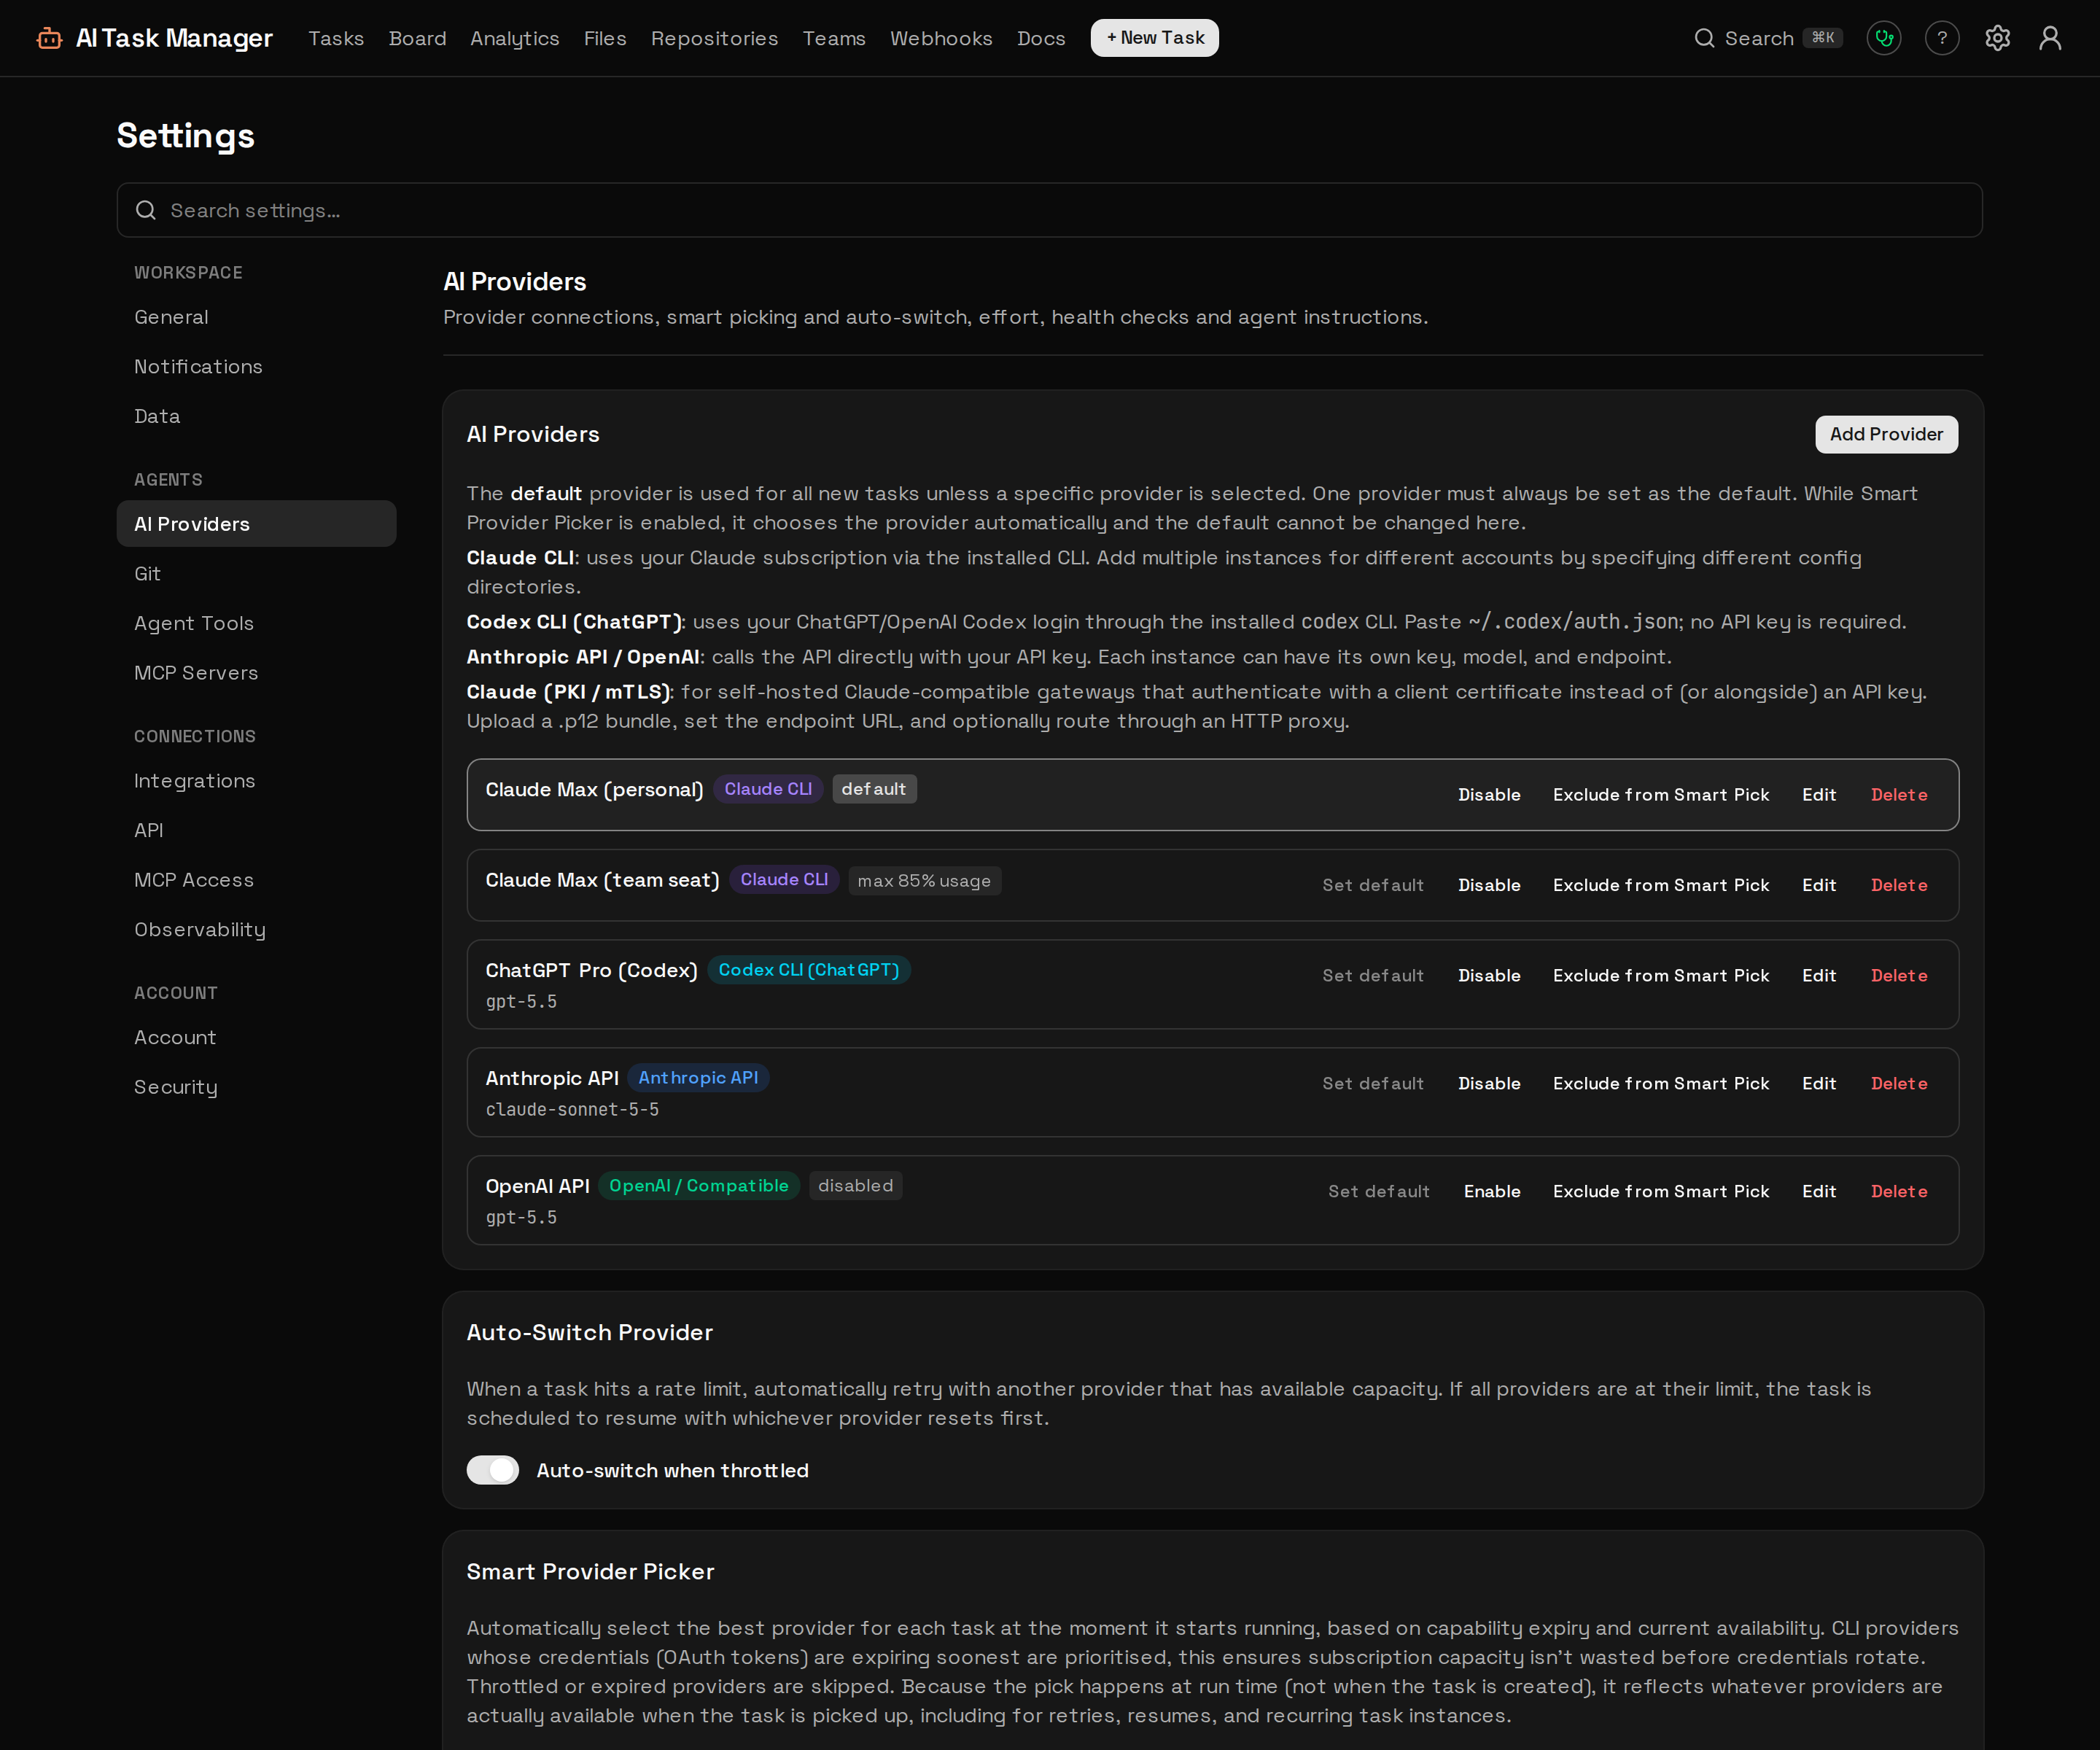 AI Task Manager Tasks Board Analytics Files Repositories Teams Webhooks Docs + New Task Search ⌘K ?
Settings
Search settings...
WORKSPACE
General
Notifications
Data
AGENTS
AI Providers
Git
Agent Tools
MCP Servers
CONNECTIONS
Integrations
API
MCP Access
Observability
ACCOUNT
Account
Security
AI Providers
Provider connections, smart picking and auto-switch, effort, health checks and agent instructions.
AI Providers Add Provider
The default provider is used for all new tasks unless a specific provider is selected. One provider must always be set as the default. While Smart
Provider Picker is enabled, it chooses the provider automatically and the default cannot be changed here.
Claude CLI: uses your Claude subscription via the installed CLI. Add multiple instances for different accounts by specifying different config
directories.
Codex CLI (ChatGPT): uses your ChatGPT/OpenAI Codex login through the installed codex CLI. Paste ~/.codex/auth.json; no API key is required.
Anthropic API / OpenAI: calls the API directly with your API key. Each instance can have its own key, model, and endpoint.
Claude (PKI / mTLS): for self-hosted Claude-compatible gateways that authenticate with a client certificate instead of (or alongside) an API key.
Upload a .p12 bundle, set the endpoint URL, and optionally route through an HTTP proxy.
Claude Max (personal) Claude CLI default Disable Exclude from Smart Pick Edit Delete
Claude Max (team seat) Claude CLI max 85% usage Set default Disable Exclude from Smart Pick Edit Delete
ChatGPT Pro (Codex) Codex CLI (ChatGPT) Set default Disable Exclude from Smart Pick Edit Delete
gpt-5.5
Anthropic API Anthropic API Set default Disable Exclude from Smart Pick Edit Delete
claude-sonnet-5-5
OpenAI API OpenAI / Compatible disabled Set default Enable Exclude from Smart Pick Edit Delete
gpt-5.5
Auto-Switch Provider
When a task hits a rate limit, automatically retry with another provider that has available capacity. If all providers are at their limit, the task is
scheduled to resume with whichever provider resets first.
Auto-switch when throttled
Smart Provider Picker
Automatically select the best provider for each task at the moment it starts running, based on capability expiry and current availability. CLI providers
whose credentials (OAuth tokens) are expiring soonest are prioritised, this ensures subscription capacity isn't wasted before credentials rotate.
Throttled or expired providers are skipped. Because the pick happens at run time (not when the task is created), it reflects whatever providers are
actually available when the task is picked up, including for retries, resumes, and recurring task instances.